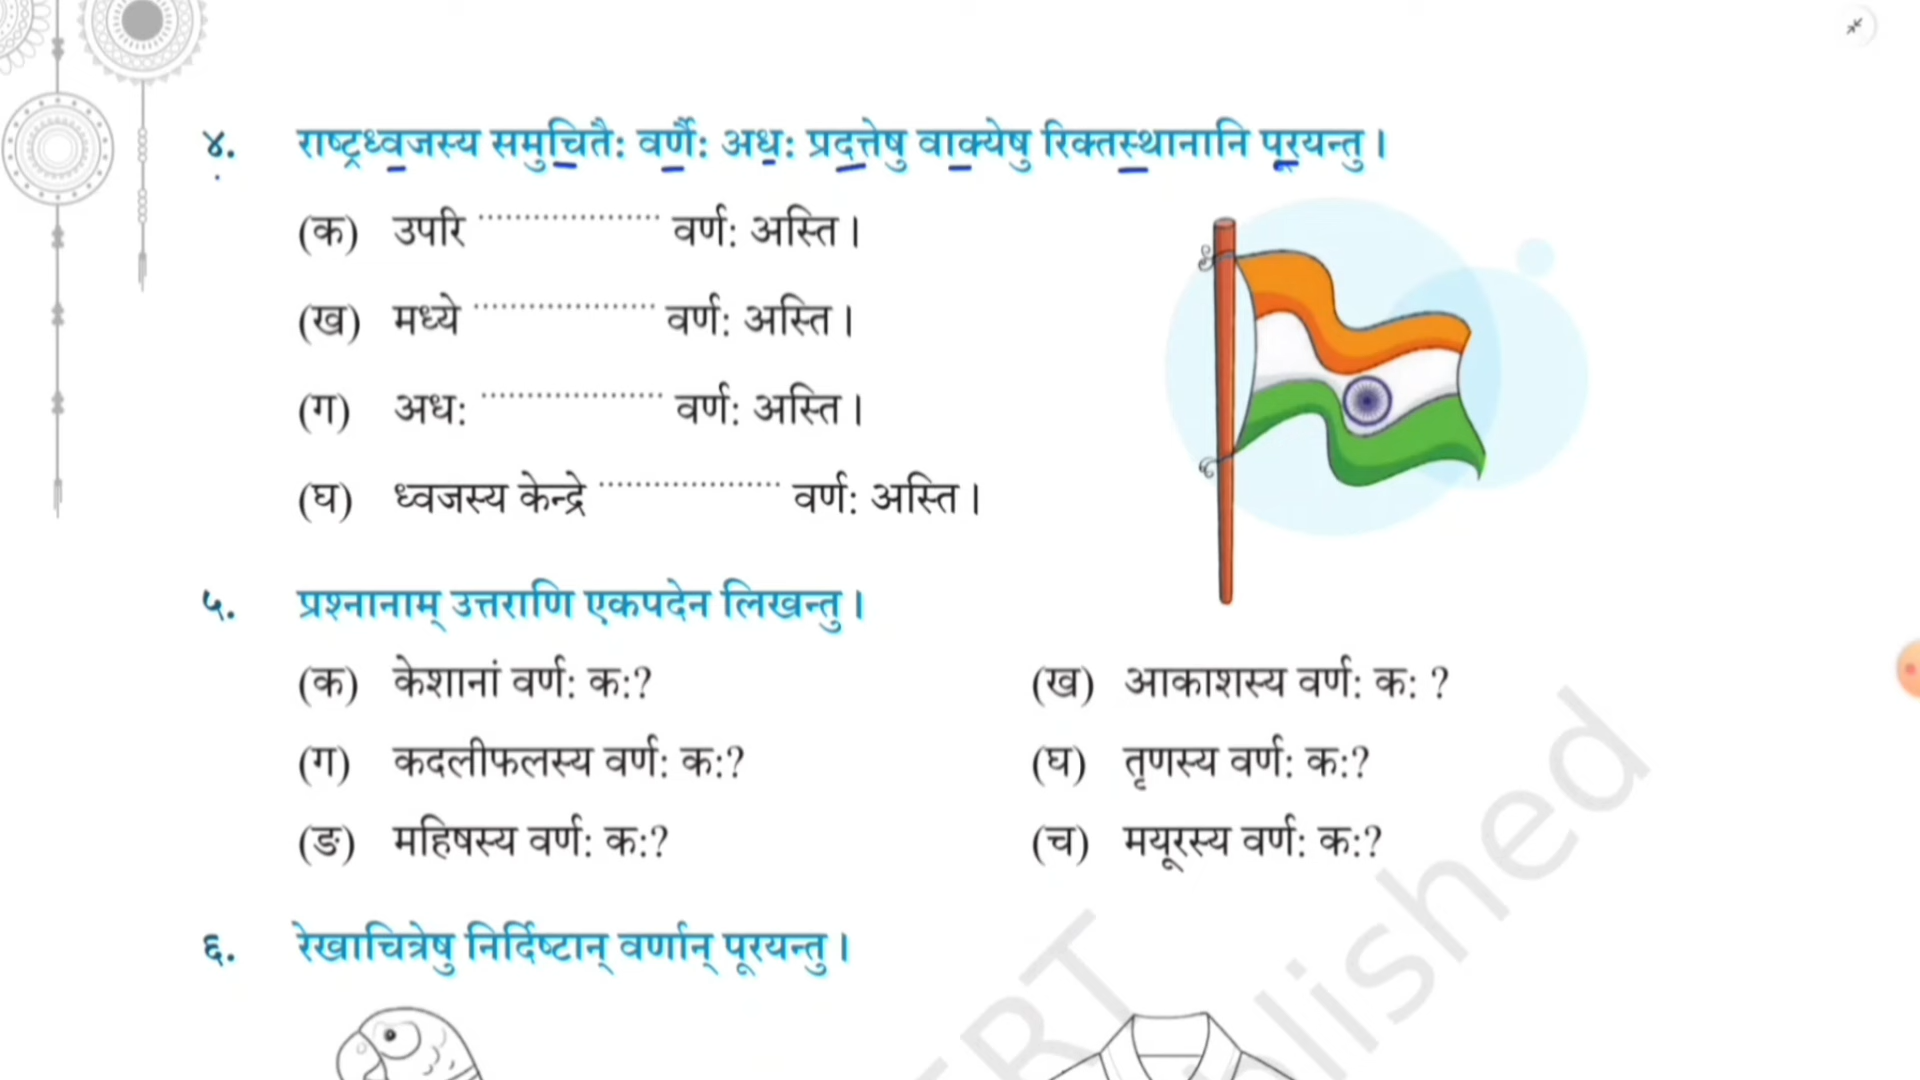 ४. राष्ट्रध्वजस्य समुचितैः वर्णैः अधः प्रदत्तेषु वाक्येषु रिक्तस्थानानि पूरयन्तु।
(क) उपरि .................... वर्णः अस्ति।
(ख) मध्ये .................... वर्णः अस्ति।
(ग) अधः .................... वर्णः अस्ति।
(घ) ध्वजस्य केन्द्रे .................... वर्णः अस्ति।
५. प्रश्नानाम् उत्तराणि एकपदेन लिखन्तु।
(क) केशानां वर्णः कः? (ख) आकाशस्य वर्णः कः ?
(ग) कदलीफलस्य वर्णः कः? (घ) तृणस्य वर्णः कः?
(ङ) महिषस्य वर्णः कः? (च) मयूरस्य वर्णः कः?
६. रेखाचित्रेषु निर्दिष्टान् वर्णान् पूरयन्तु।